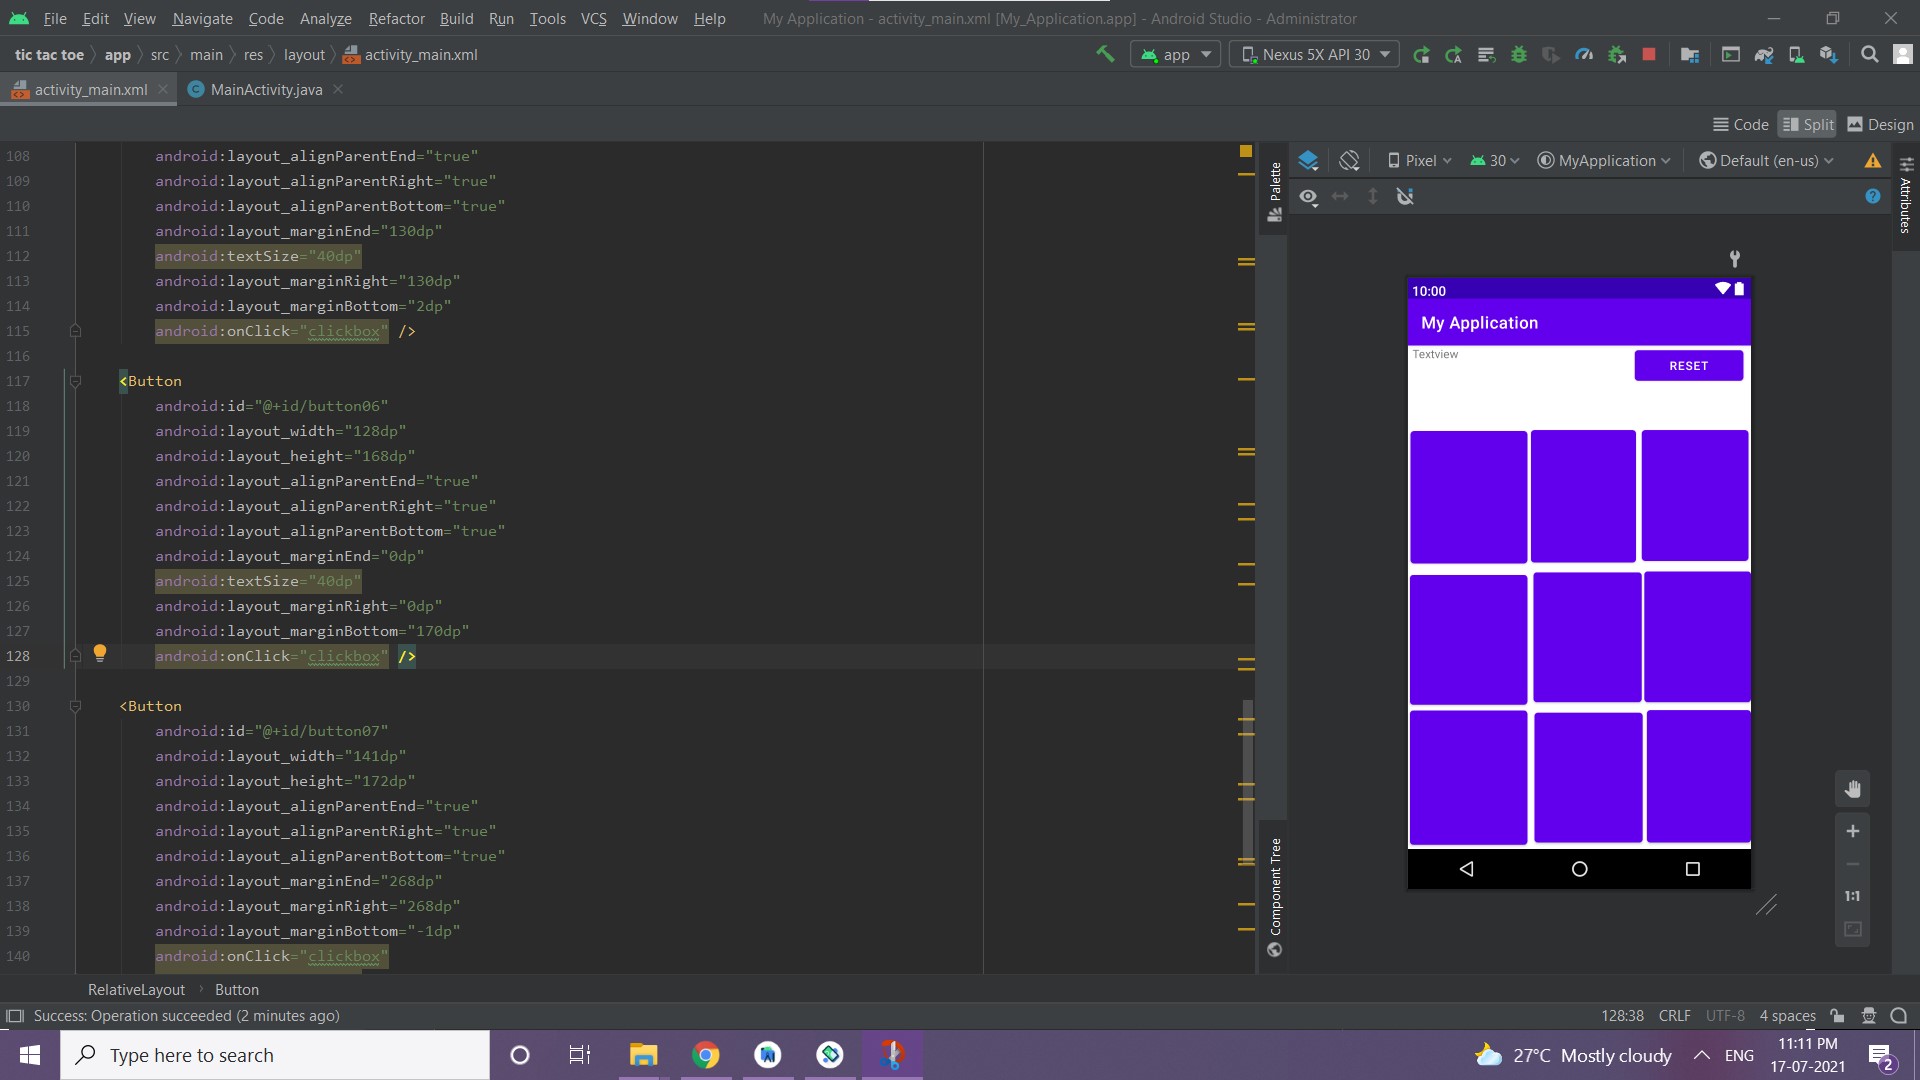 File Edit View Navigate Code Analyze Refactor Build Run Tools VCS Window Help My Application - activity_main.xml [My_Application.app] - Android Studio - Administrator
tic tac toe app src main res layout activity_main.xml app Nexus 5X API 30
activity_main.xml MainActivity.java
Code Split Design
Pixel 30 MyApplication Default (en-us)
Palette
Attributes
108 android:layout_alignParentEnd="true"
109 android:layout_alignParentRight="true"
110 android:layout_alignParentBottom="true"
111 android:layout_marginEnd="130dp"
112 android:textSize="40dp"
113 android:layout_marginRight="130dp"
114 android:layout_marginBottom="2dp"
115 android:onClick="clickbox" />
116
117 <Button
118 android:id="@+id/button06"
119 android:layout_width="128dp"
120 android:layout_height="168dp"
121 android:layout_alignParentEnd="true"
122 android:layout_alignParentRight="true"
123 android:layout_alignParentBottom="true"
124 android:layout_marginEnd="0dp"
125 android:textSize="40dp"
126 android:layout_marginRight="0dp"
127 android:layout_marginBottom="170dp"
128 android:onClick="clickbox" />
129
130 <Button
131 android:id="@+id/button07"
132 android:layout_width="141dp"
133 android:layout_height="172dp"
134 android:layout_alignParentEnd="true"
135 android:layout_alignParentRight="true"
136 android:layout_alignParentBottom="true"
137 android:layout_marginEnd="268dp"
138 android:layout_marginRight="268dp"
139 android:layout_marginBottom="-1dp"
140 android:onClick="clickbox"
10:00
My Application
Textview
RESET
1:1
Component Tree
RelativeLayout Button
Success: Operation succeeded (2 minutes ago) 128:38 CRLF UTF-8 4 spaces
Type here to search 27°C Mostly cloudy ENG 11:11 PM
17-07-2021
2